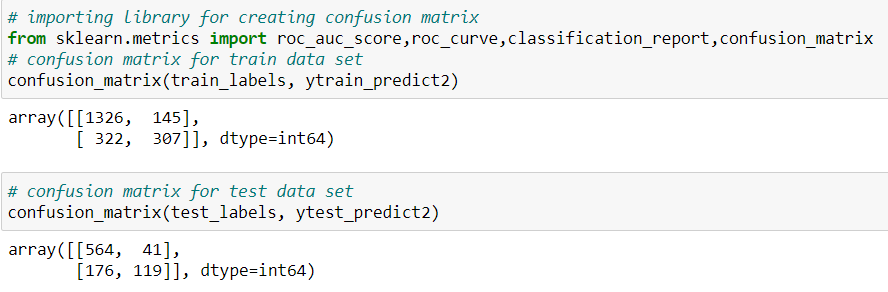 # importing library for creating confusion matrix
from sklearn.metrics import roc_auc_score,roc_curve,classification_report,confusion_matrix
# confusion matrix for train data set
confusion_matrix(train_labels, ytrain_predict2)
array([[1326,  145],
       [ 322,  307]], dtype=int64)
# confusion matrix for test data set
confusion_matrix(test_labels, ytest_predict2)
array([[564,  41],
       [176, 119]], dtype=int64)